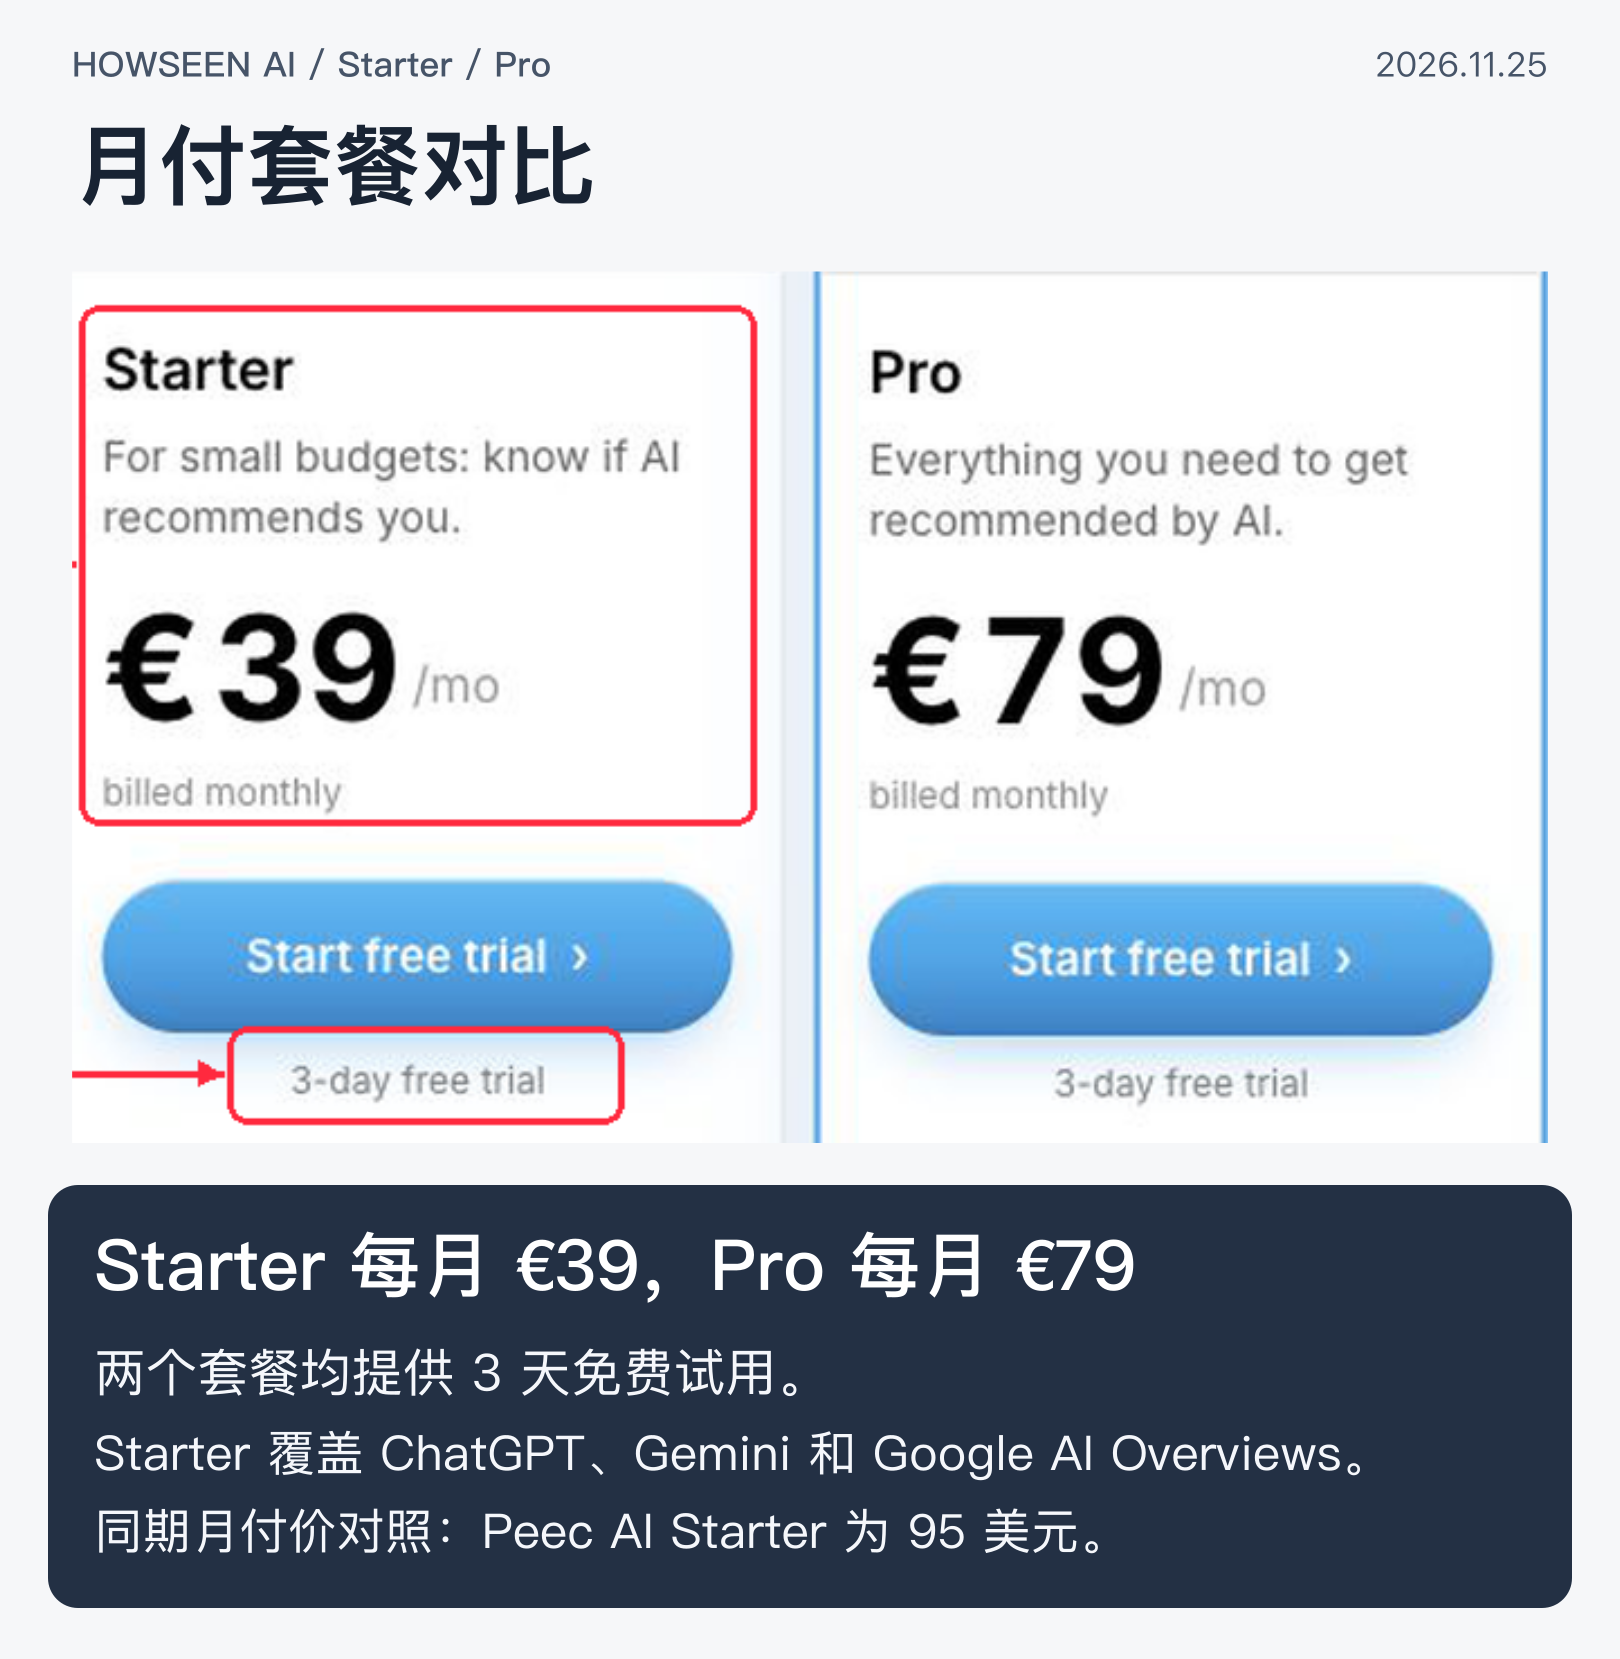 HOWSEEN AI / Starter / Pro
2026.11.25
月付套餐对比
Starter
For small budgets: know if AI
recommends you.
€39 /mo
billed monthly
Start free trial ›
3-day free trial
Pro
Everything you need to get
recommended by AI.
€79 /mo
billed monthly
Start free trial ›
3-day free trial
Starter 每月 €39，Pro 每月 €79
两个套餐均提供 3 天免费试用。
Starter 覆盖 ChatGPT、Gemini 和 Google AI Overviews。
同期月付价对照：Peec AI Starter 为 95 美元。